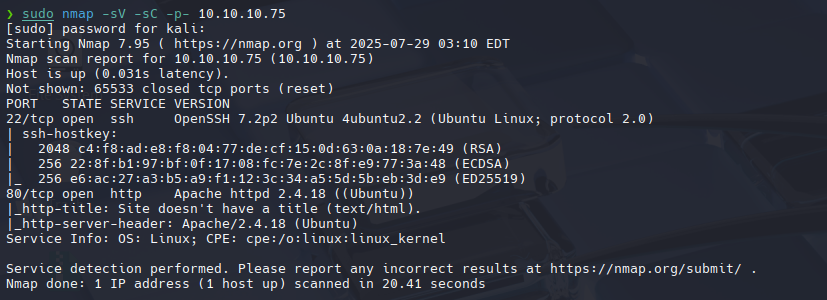 ❯ sudo nmap -sV -sC -p- 10.10.10.75
[sudo] password for kali:
Starting Nmap 7.95 ( https://nmap.org ) at 2025-07-29 03:10 EDT
Nmap scan report for 10.10.10.75 (10.10.10.75)
Host is up (0.031s latency).
Not shown: 65533 closed tcp ports (reset)
PORT   STATE SERVICE VERSION
22/tcp open  ssh     OpenSSH 7.2p2 Ubuntu 4ubuntu2.2 (Ubuntu Linux; protocol 2.0)
| ssh-hostkey:
|   2048 c4:f8:ad:e8:f8:04:77:de:cf:15:0d:63:0a:18:7e:49 (RSA)
|   256 22:8f:b1:97:bf:0f:17:08:fc:7e:2c:8f:e9:77:3a:48 (ECDSA)
|_  256 e6:ac:27:a3:b5:a9:f1:12:3c:34:a5:5d:5b:eb:3d:e9 (ED25519)
80/tcp open  http    Apache httpd 2.4.18 ((Ubuntu))
|_http-title: Site doesn't have a title (text/html).
|_http-server-header: Apache/2.4.18 (Ubuntu)
Service Info: OS: Linux; CPE: cpe:/o:linux:linux_kernel

Service detection performed. Please report any incorrect results at https://nmap.org/submit/ .
Nmap done: 1 IP address (1 host up) scanned in 20.41 seconds